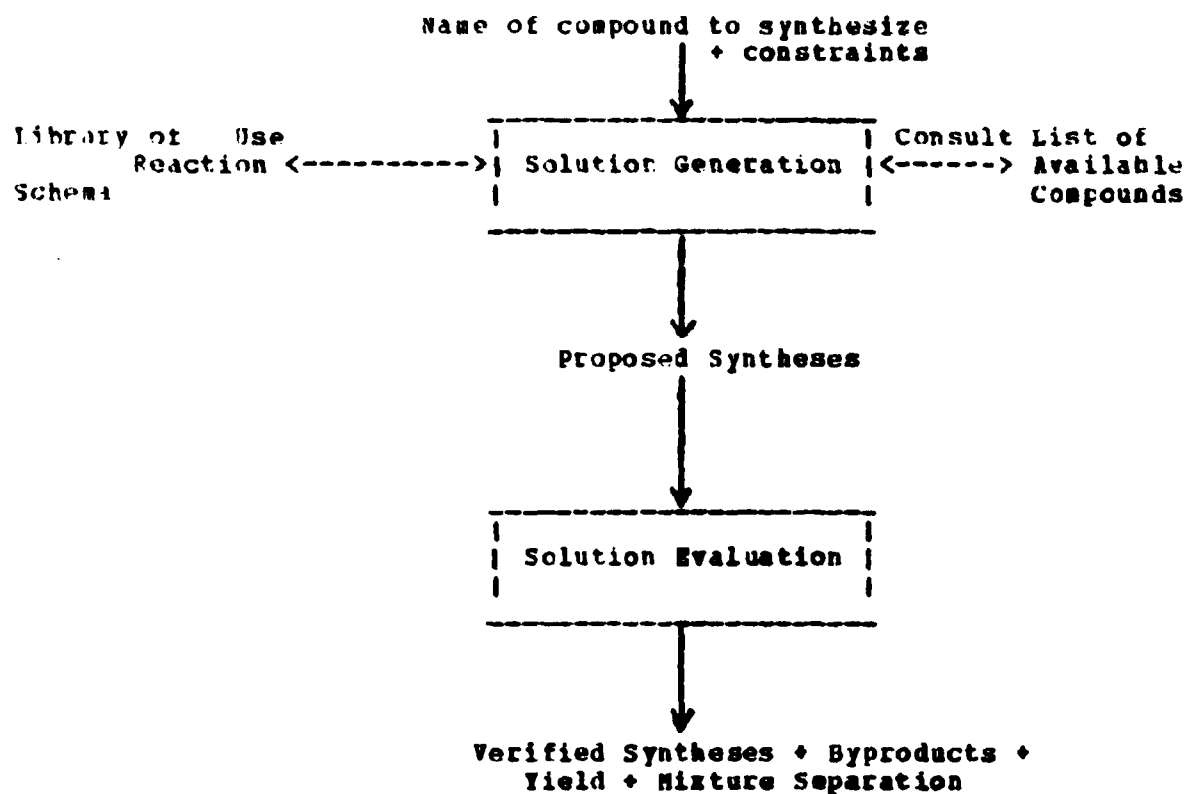 Name of compound to synthesize
+ constraints
Library of Use
Reaction <----------->
Schema
| Solution Generation |
Consult List of
<------> Available
Compounds
Proposed Syntheses
| Solution Evaluation |
Verified Syntheses + Byproducts +
Yield + Mixture Separation